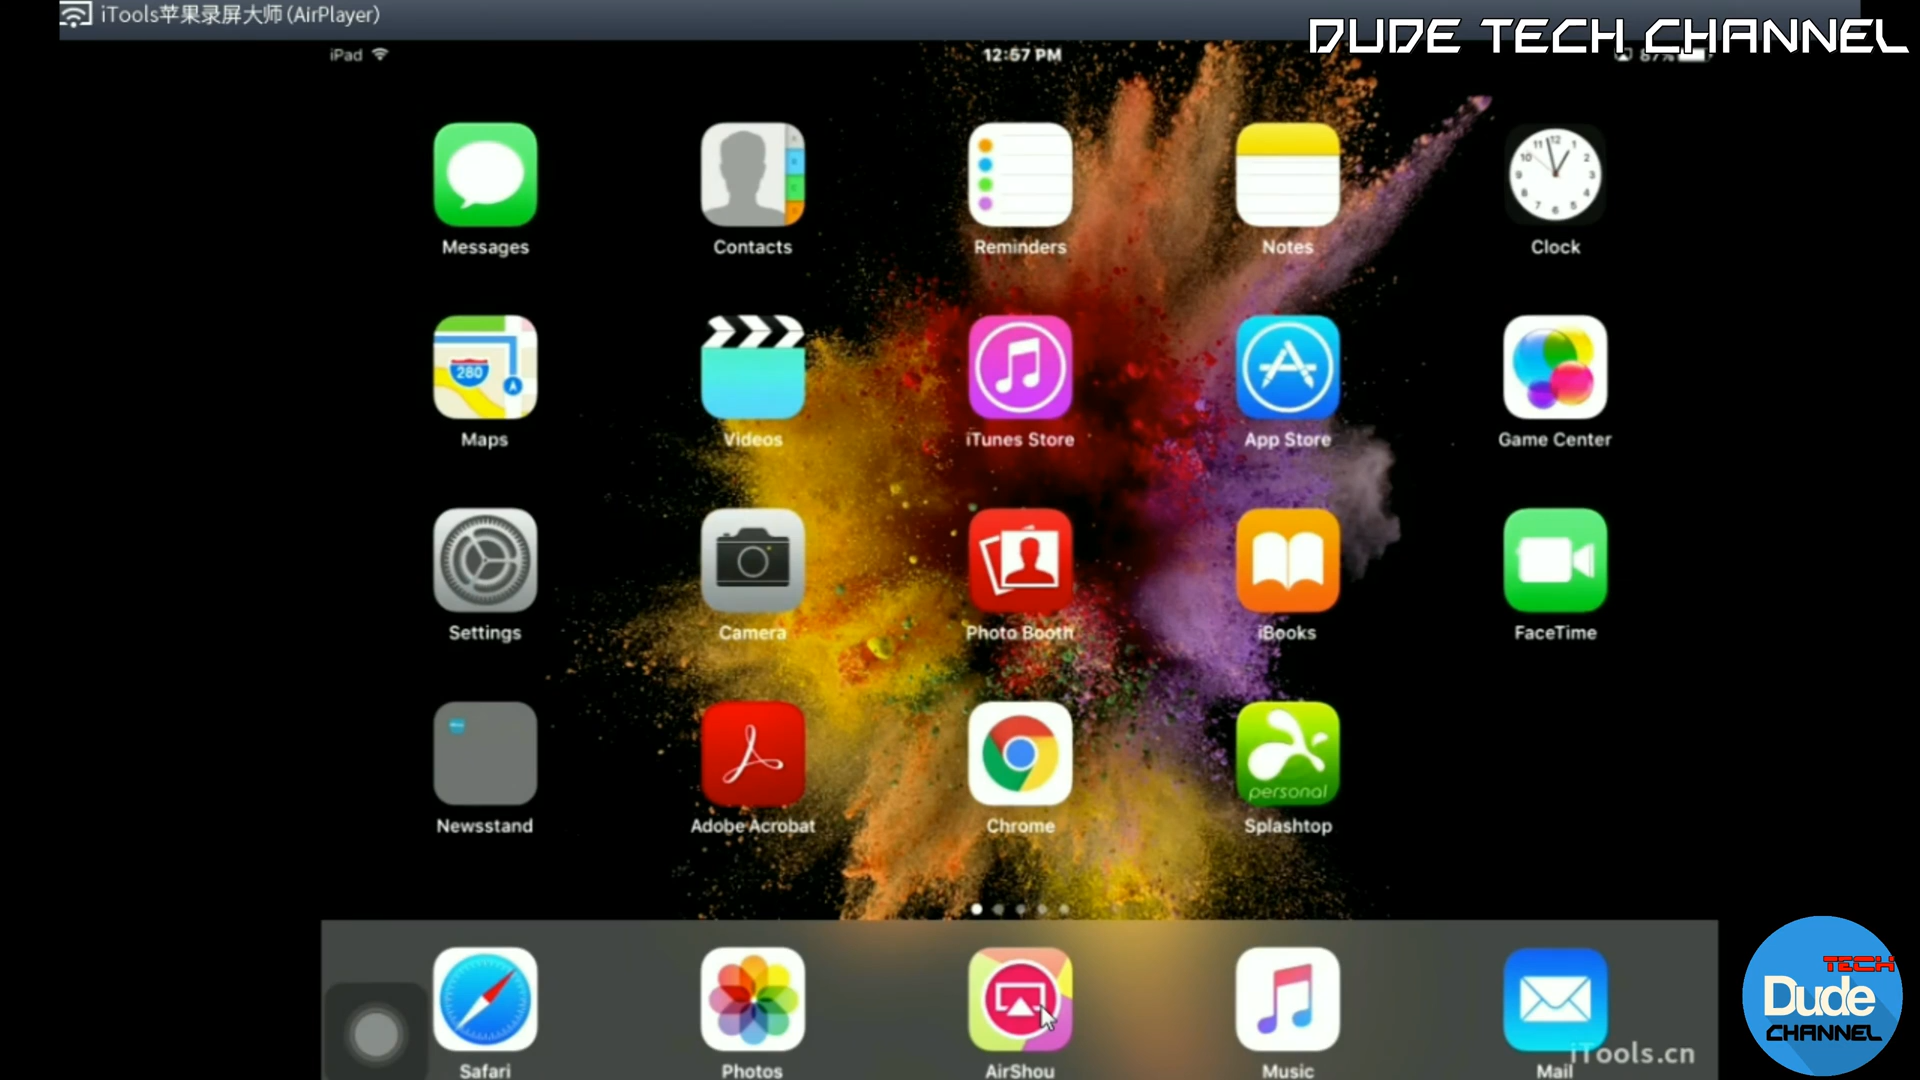 iTools苹果录屏大师(AirPlayer)
DUDE TECH CHANNEL
iPad
12:57 PM
87%
Messages
Contacts
Reminders
Notes
Clock
280
Maps
Videos
iTunes Store
App Store
Game Center
Settings
Camera
Photo Booth
iBooks
FaceTime
personal
Newsstand
Adobe Acrobat
Chrome
Splashtop
Safari
Photos
AirShou
Music
Mail
iTools.cn
TECH
Dude
CHANNEL